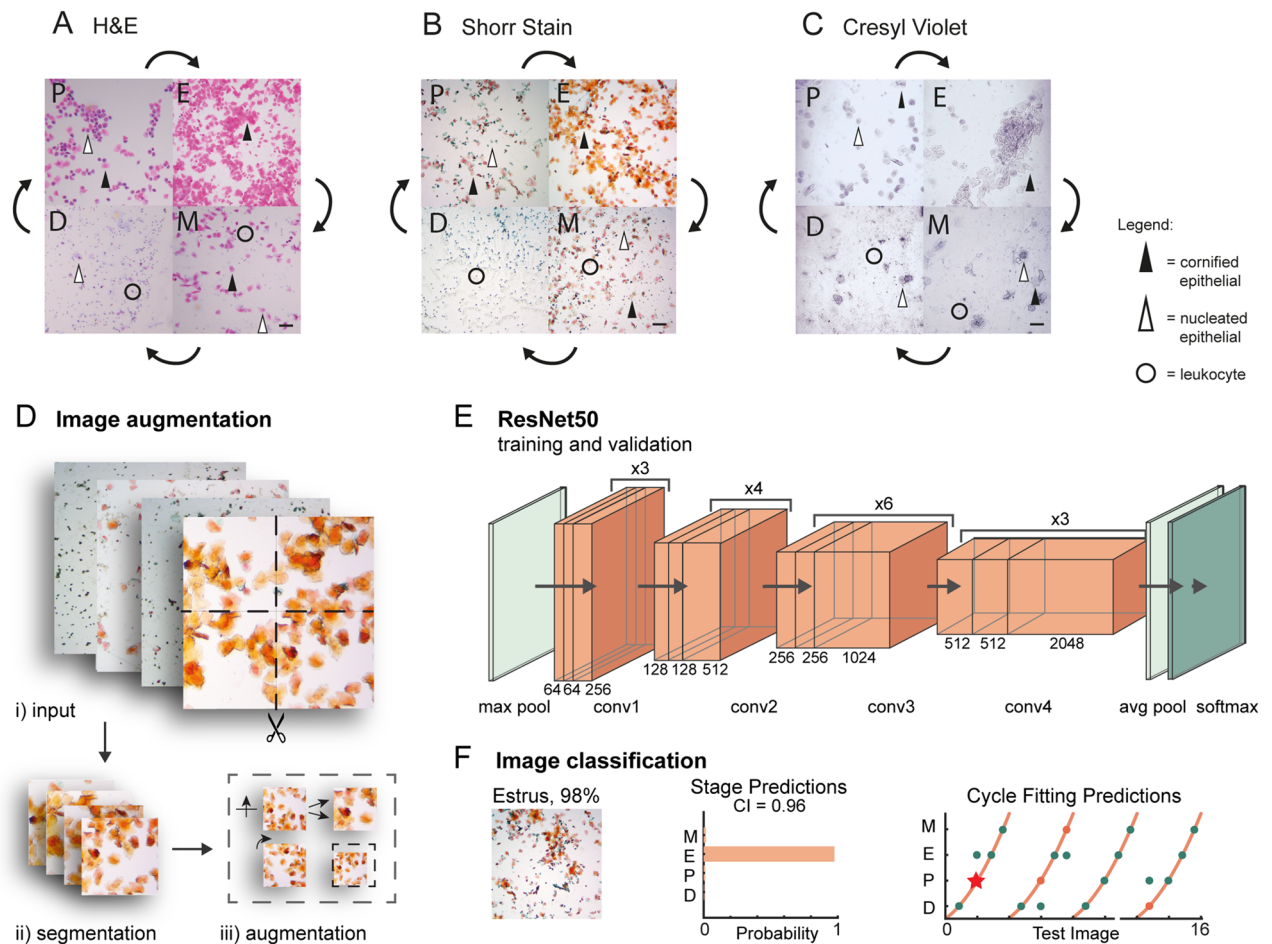 A H&E
P
E
D
M
B Shorr Stain
P
E
D
M
C Cresyl Violet
P
E
D
M
Legend:
= cornified
epithelial
= nucleated
epithelial
= leukocyte
D Image augmentation
i) input
ii) segmentation
iii) augmentation
E ResNet50
training and validation
x3
x4
x6
x3
64 64 256
128 128 512
256 256 1024
512 512 2048
max pool conv1 conv2 conv3 conv4 avg pool softmax
F Image classification
Estrus, 98%
Stage Predictions
CI = 0.96
M
E
P
D
0 Probability 1
Cycle Fitting Predictions
M
E
P
D
0 Test Image 16